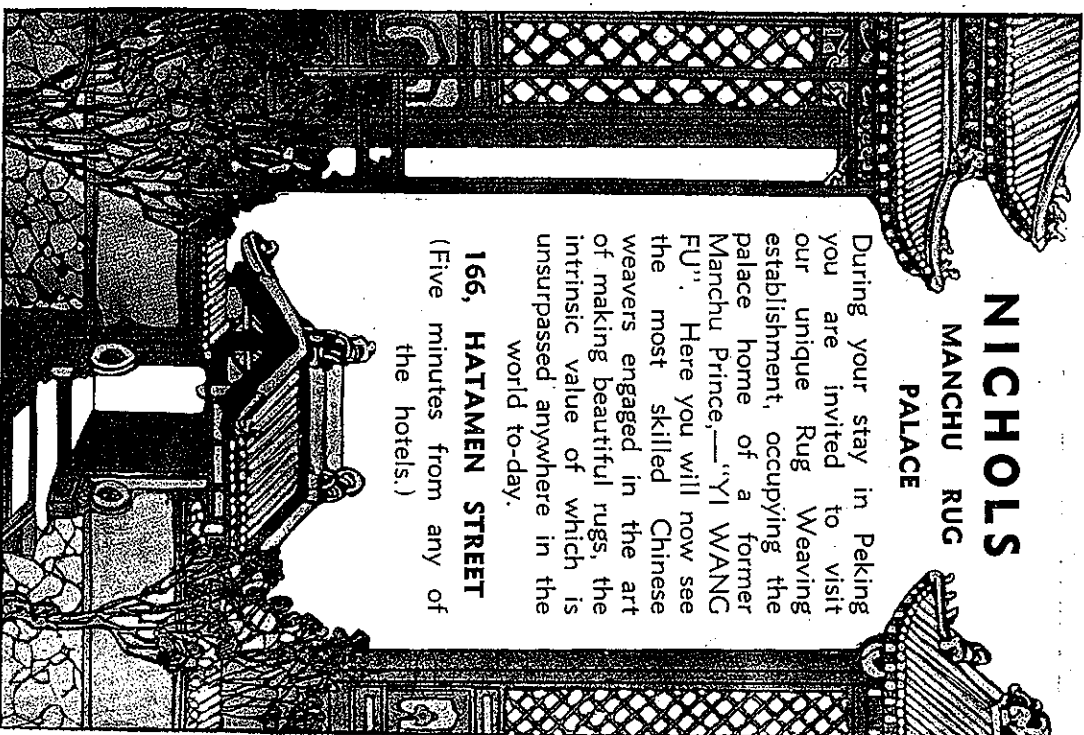 NICHOLS
MANCHU RUG
PALACE
During your stay in Peking
you are invited to visit
our unique Rug Weaving
establishment, occupying the
palace home of a former
Manchu Prince,—"YI WANG
FU". Here you will now see
the most skilled Chinese
weavers engaged in the art
of making beautiful rugs, the
intrinsic value of which is
unsurpassed anywhere in the
world to-day.
166, HATAMEN STREET
(Five minutes from any of
the hotels.)